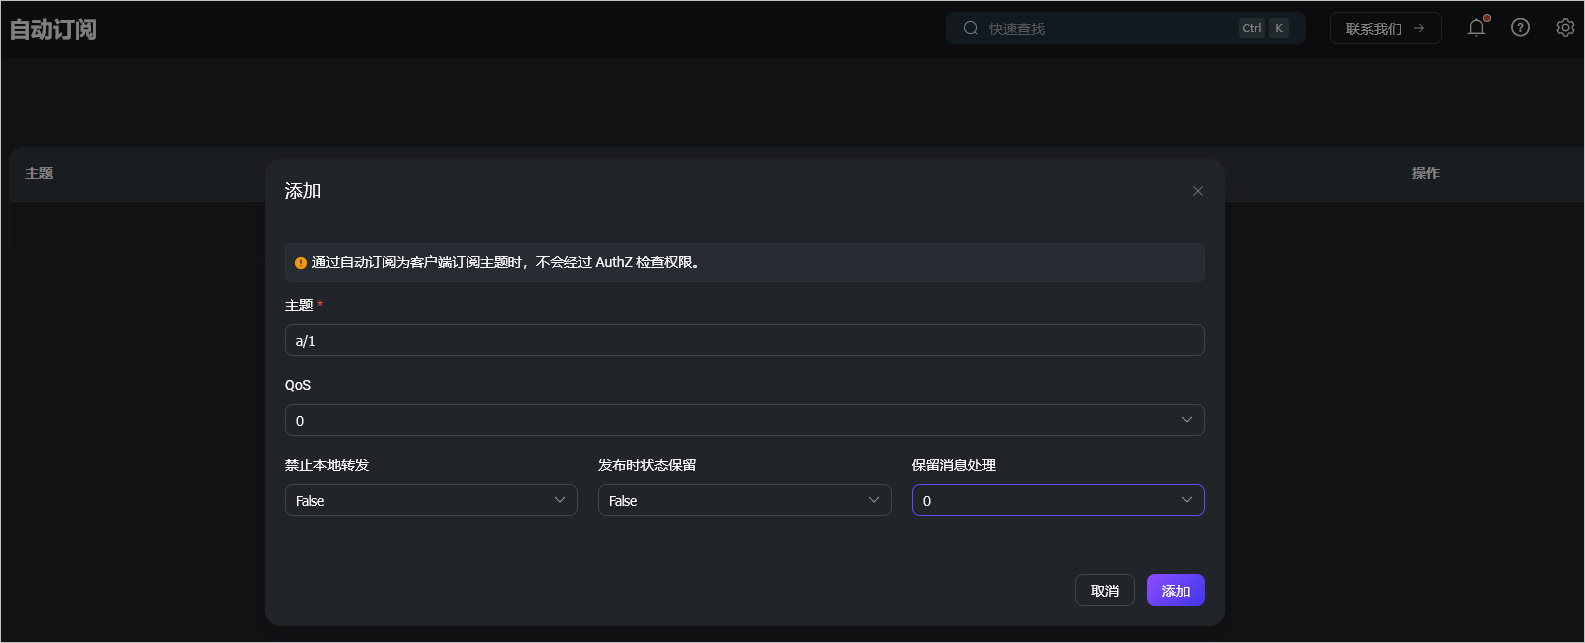 自动订阅
快速查找 Ctrl K
联系我们 →
主题
操作
添加
通过自动订阅为客户端订阅主题时，不会经过 AuthZ 检查权限。
主题 *
a/1
QoS
0
禁止本地转发 发布时状态保留 保留消息处理
False False 0
取消 添加